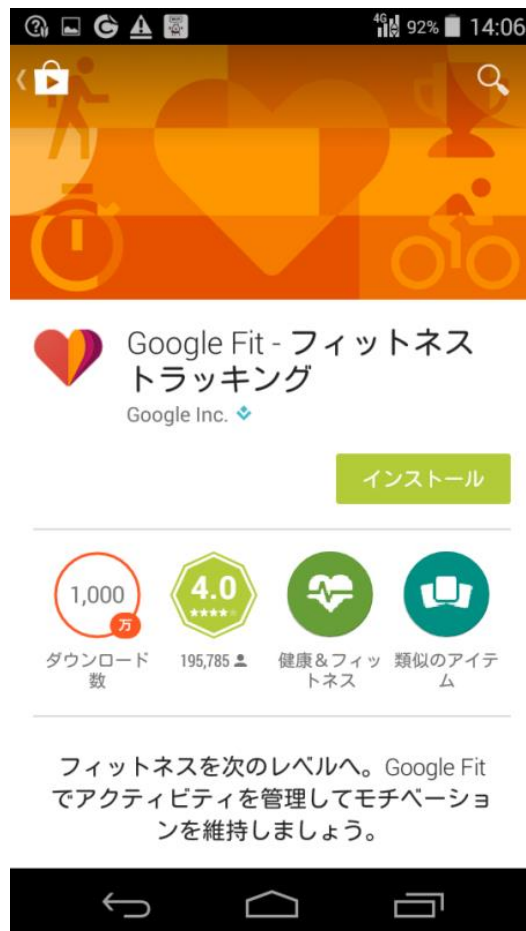 4G 92% 14:06
Google Fit - フィットネス
トラッキング
Google Inc.
インストール
1,000
万
4.0
ダウンロード
数
195,785
健康&フィッ
トネス
類似のアイテ
ム
フィットネスを次のレベルへ。Google Fit
でアクティビティを管理してモチベーショ
ンを維持しましょう。